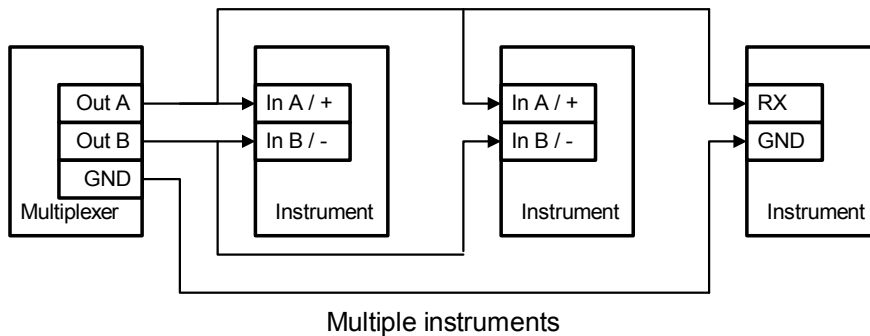 Out A
Out B
GND
Multiplexer
In A / +
In B / -
Instrument
In A / +
In B / -
Instrument
RX
GND
Instrument
Multiple instruments